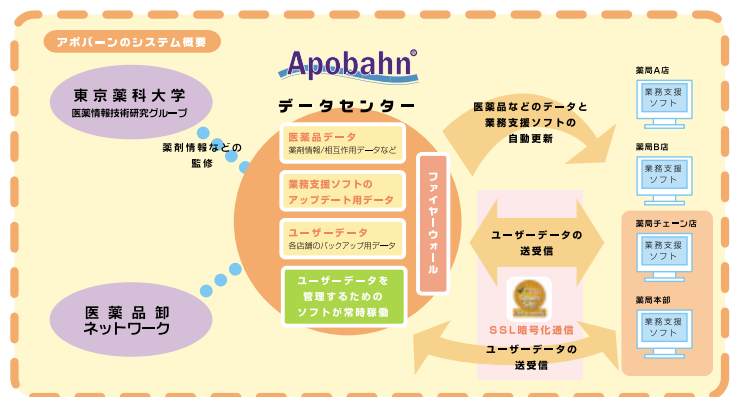 アポバーンのシステム概要
Apobahn
データセンター
東京薬科大学
医薬情報技術研究グループ
薬剤情報などの
監修
医薬品卸
ネットワーク
医薬品データ
薬剤情報/相互作用データなど
業務支援ソフトの
アップデート用データ
ユーザーデータ
各店舗のバックアップ用データ
ユーザーデータを
管理するための
ソフトが常時稼働
ファイヤーウォール
医薬品などのデータと
業務支援ソフトの
自動更新
ユーザーデータの
送受信
SSL暗号化通信
ユーザーデータの
送受信
薬局A店
業務支援
ソフト
薬局B店
業務支援
ソフト
薬局チェーン店
業務支援
ソフト
薬局本部
業務支援
ソフト